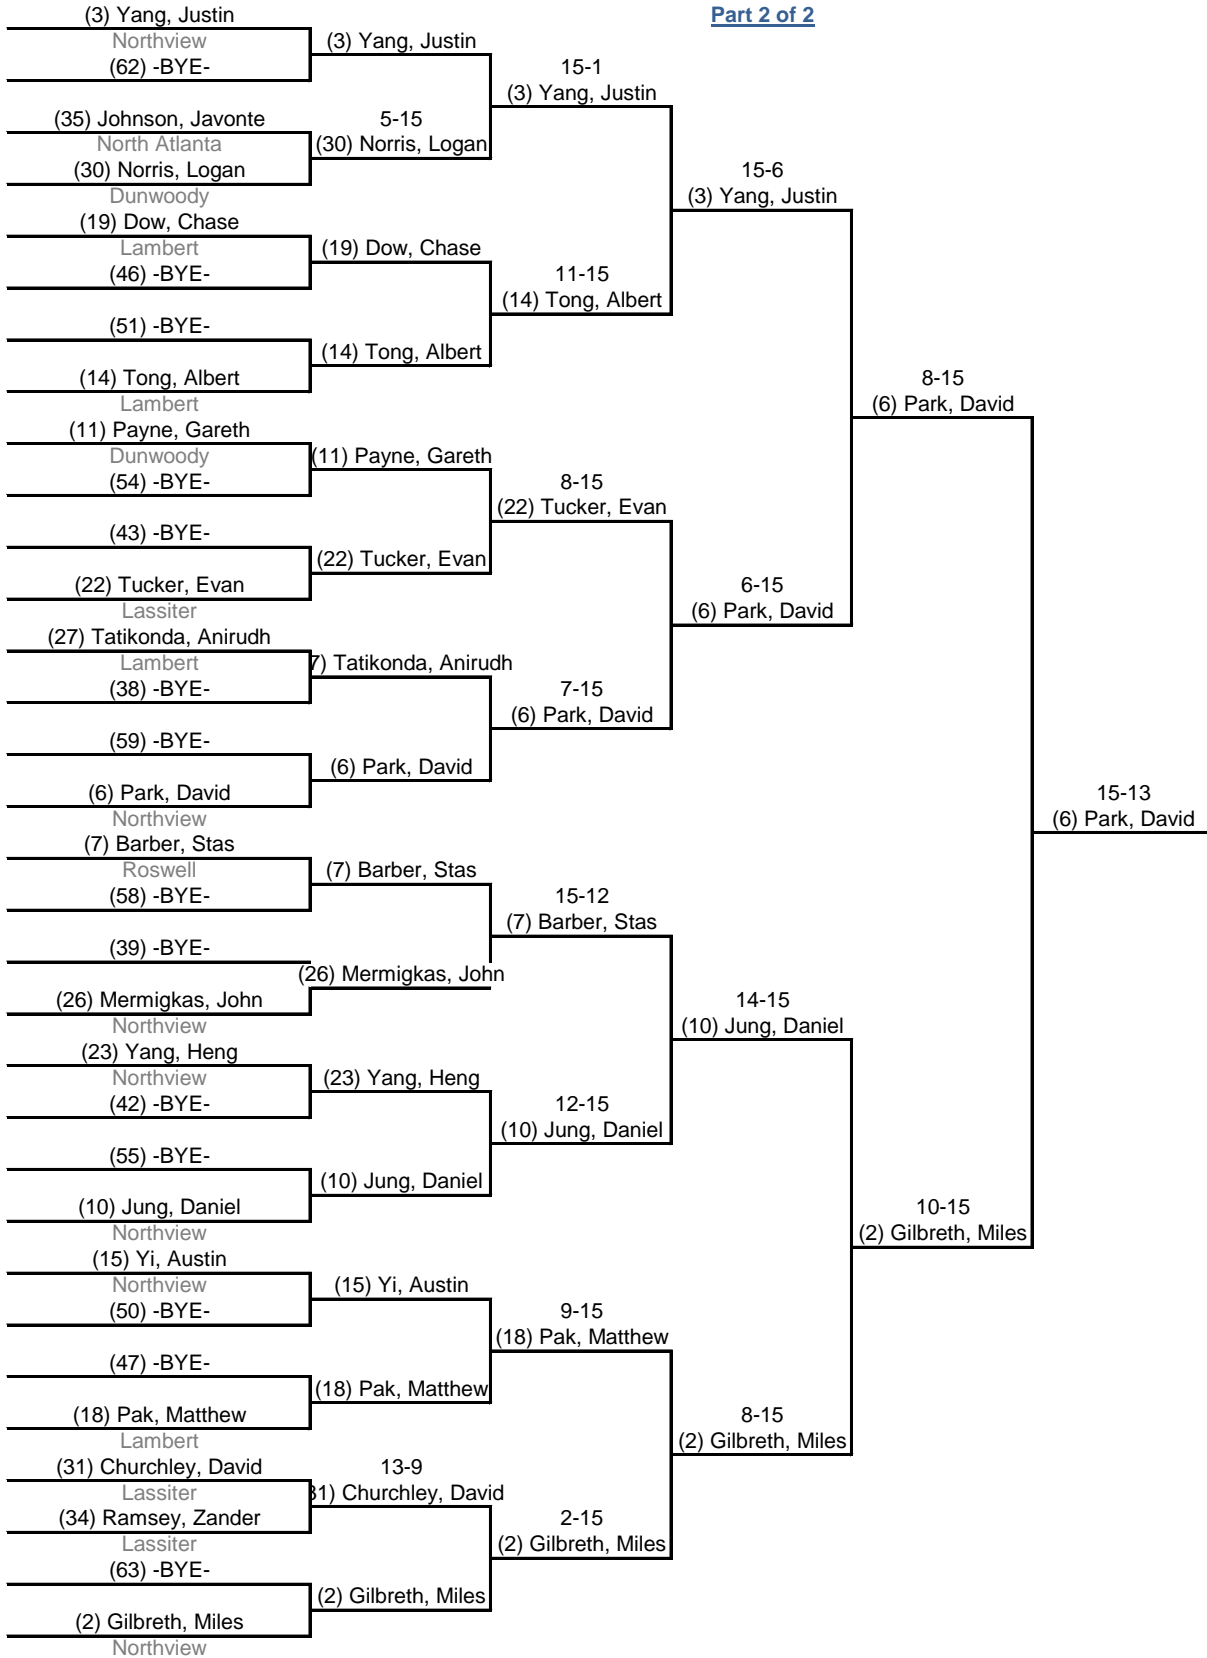 Part 2 of 2
(3) Yang, Justin
Northview
(62) -BYE-
(35) Johnson, Javonte
North Atlanta
(30) Norris, Logan
Dunwoody
(19) Dow, Chase
Lambert
(46) -BYE-
(51) -BYE-
(14) Tong, Albert
Lambert
(11) Payne, Gareth
Dunwoody
(54) -BYE-
(43) -BYE-
(22) Tucker, Evan
Lassiter
(27) Tatikonda, Anirudh
Lambert
(38) -BYE-
(59) -BYE-
(6) Park, David
Northview
(7) Barber, Stas
Roswell
(58) -BYE-
(39) -BYE-
(26) Mermigkas, John
Northview
(23) Yang, Heng
Northview
(42) -BYE-
(55) -BYE-
(10) Jung, Daniel
Northview
(15) Yi, Austin
Northview
(50) -BYE-
(47) -BYE-
(18) Pak, Matthew
Lambert
(31) Churchley, David
Lassiter
(34) Ramsey, Zander
Lassiter
(63) -BYE-
(2) Gilbreth, Miles
Northview
(3) Yang, Justin
5-15
(30) Norris, Logan
(19) Dow, Chase
(14) Tong, Albert
(11) Payne, Gareth
(22) Tucker, Evan
7) Tatikonda, Anirudh
(6) Park, David
(7) Barber, Stas
(26) Mermigkas, John
(23) Yang, Heng
(10) Jung, Daniel
(15) Yi, Austin
(18) Pak, Matthew
13-9
31) Churchley, David
(2) Gilbreth, Miles
15-1
(3) Yang, Justin
11-15
(14) Tong, Albert
8-15
(22) Tucker, Evan
7-15
(6) Park, David
15-12
(7) Barber, Stas
12-15
(10) Jung, Daniel
9-15
(18) Pak, Matthew
2-15
(2) Gilbreth, Miles
15-6
(3) Yang, Justin
6-15
(6) Park, David
14-15
(10) Jung, Daniel
8-15
(2) Gilbreth, Miles
8-15
(6) Park, David
10-15
(2) Gilbreth, Miles
15-13
(6) Park, David